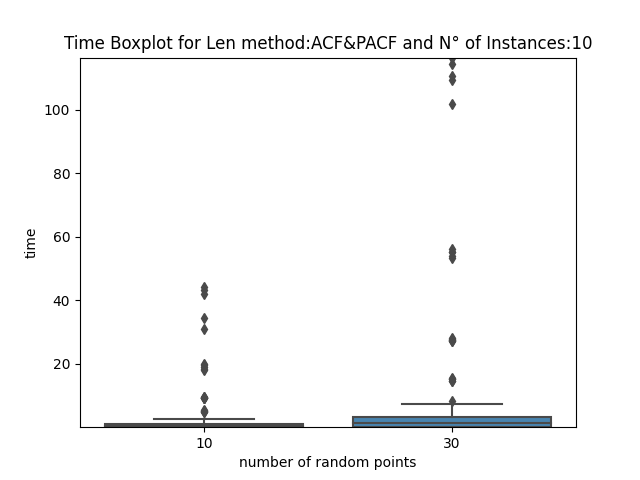 Time Boxplot for Len method:ACF&PACF and N° of Instances:10
100
80
60
40
20
time
10
30
number of random points